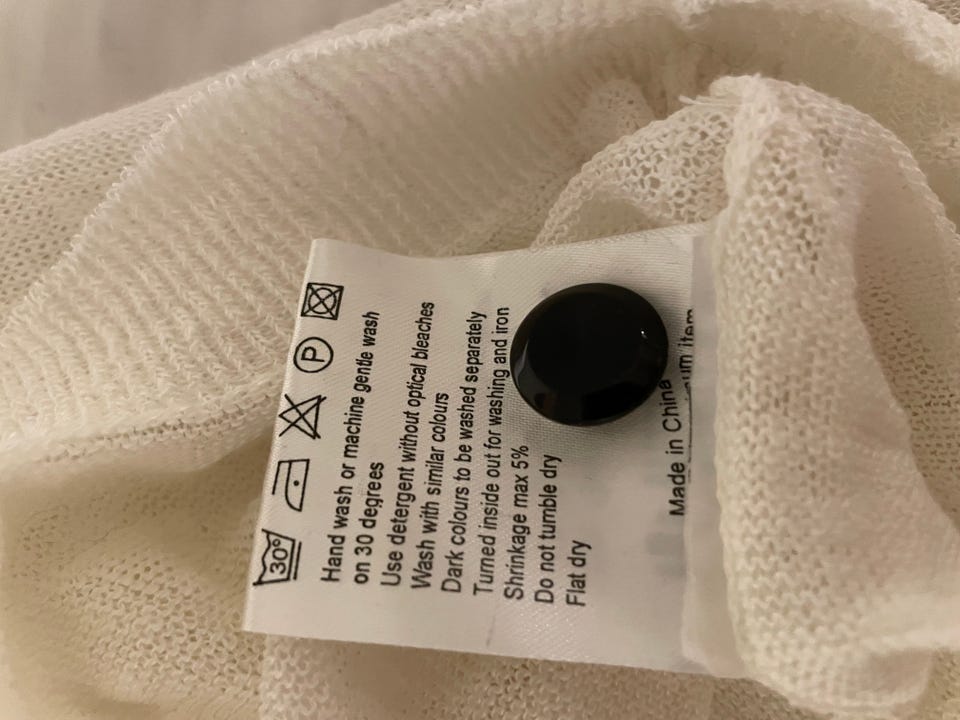 30°
P
Hand wash or machine gentle wash
on 30 degrees
Use detergent without optical bleaches
Wash with similar colours
Dark colours to be washed separately
Turned inside out for washing and iron
Shrinkage max 5%
Do not tumble dry
Flat dry
Made in China
item